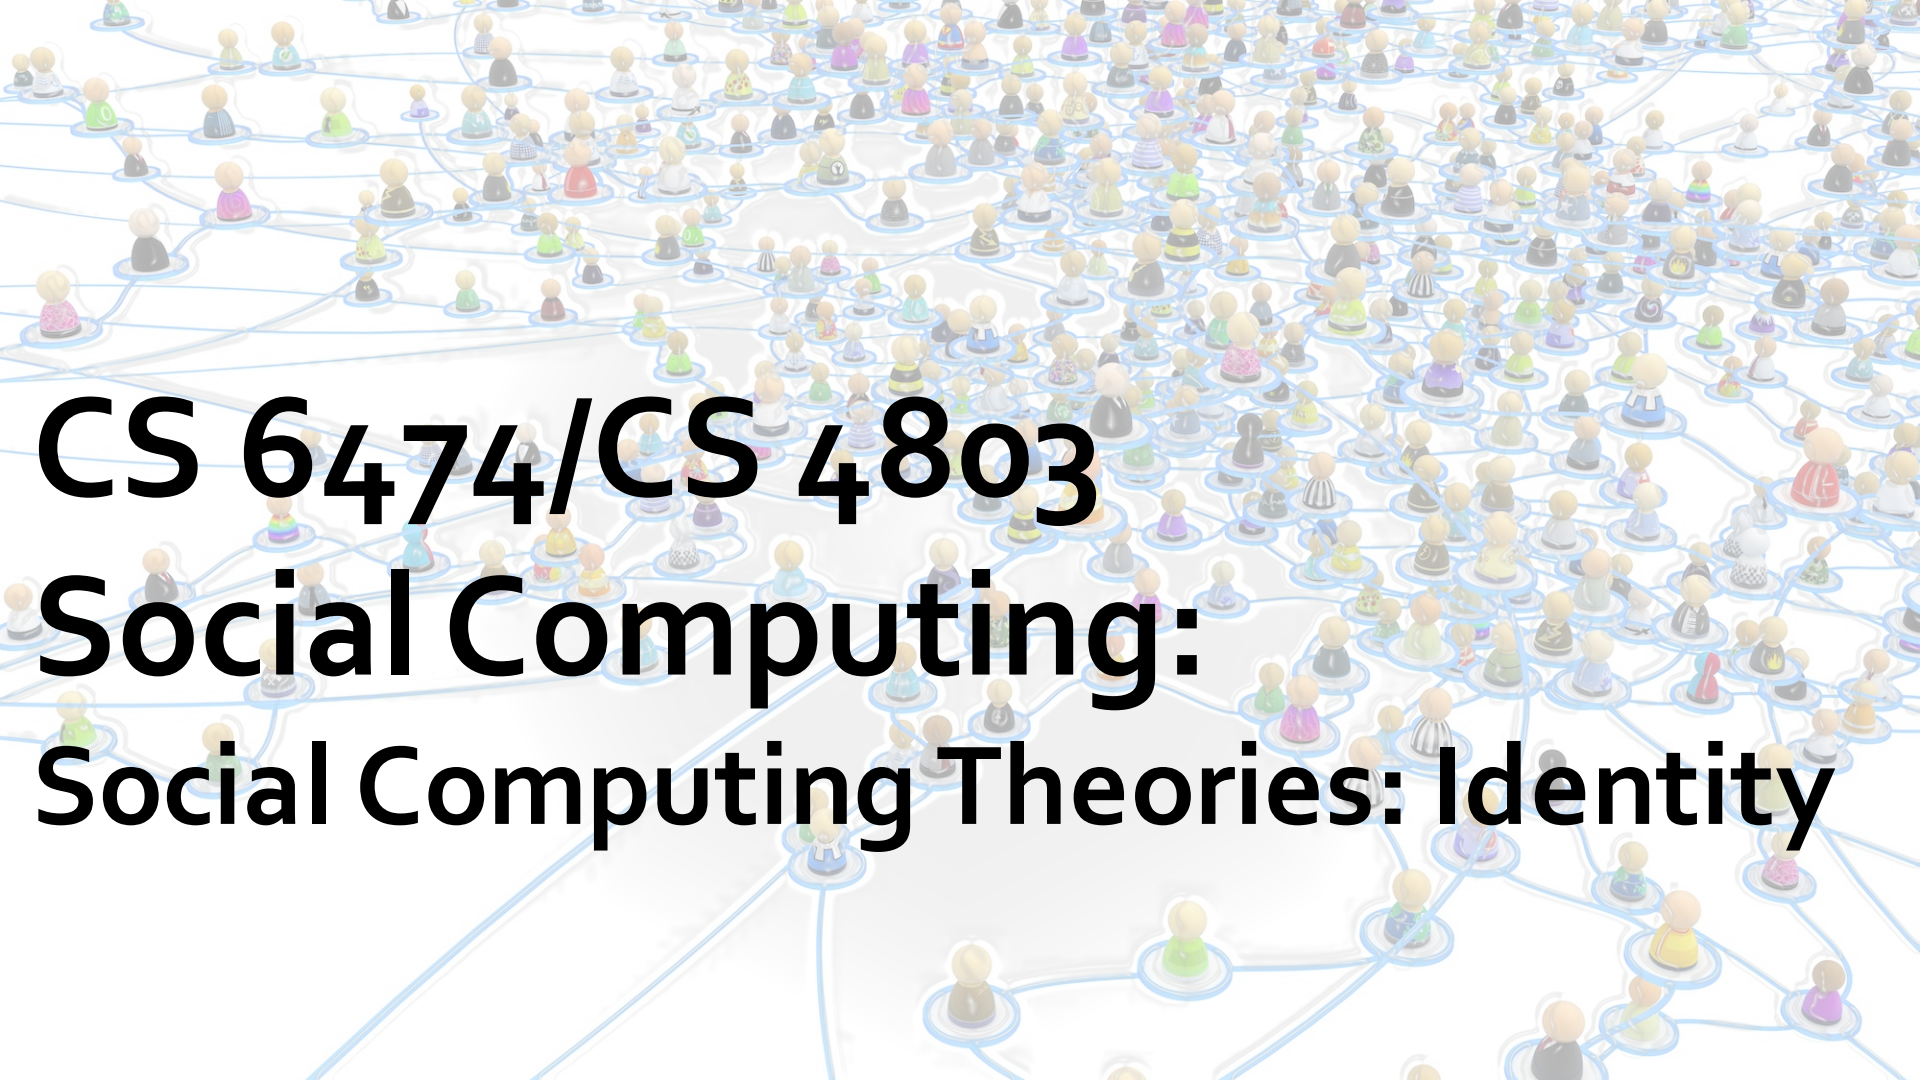 CS 6474/CS 4803
Social Computing:
Social Computing Theories: Identity